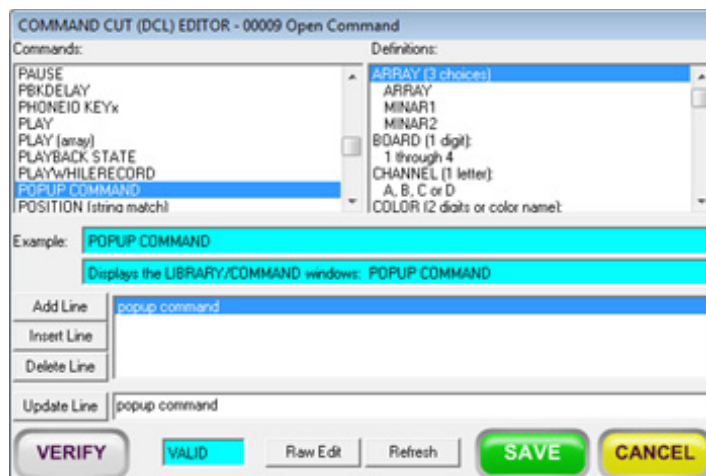 COMMAND CUT (DCL) EDITOR - 00009 Open Command
Commands:
PAUSE
PBKDELAY
PHONEIO KEYx
PLAY
PLAY (array)
PLAYBACK STATE
PLAYWHILERECORD
POPUP COMMAND
POSITION (string match)
Definitions:
ARRAY (3 choices)
ARRAY
MINAR1
MINAR2
BOARD (1 digit):
1 through 4
CHANNEL (1 letter):
A, B, C or D
COLOR (2 digits or color name):
Example: POPUP COMMAND
Displays the LIBRARY/COMMAND windows: POPUP COMMAND
Add Line
popup command
Insert Line
Delete Line
Update Line popup command
VERIFY VALID Raw Edit Refresh SAVE CANCEL